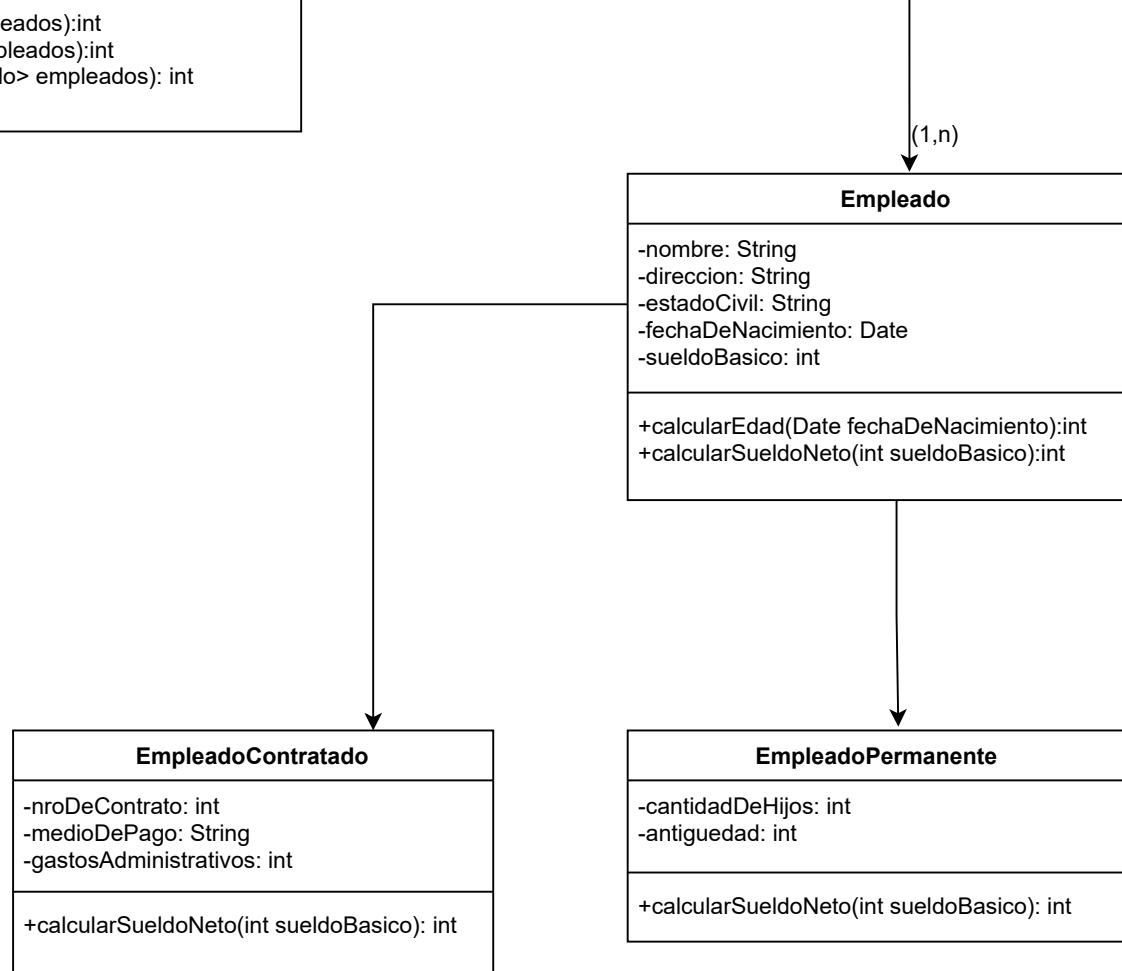 eados):int
pleados):int
lo> empleados): int
(1,n)
Empleado
-nombre: String
-direccion: String
-estadoCivil: String
-fechaDeNacimiento: Date
-sueldoBasico: int
+calcularEdad(Date fechaDeNacimiento):int
+calcularSueldoNeto(int sueldoBasico):int
EmpleadoContratado
-nroDeContrato: int
-medioDePago: String
-gastosAdministrativos: int
+calcularSueldoNeto(int sueldoBasico): int
EmpleadoPermanente
-cantidadDeHijos: int
-antiguedad: int
+calcularSueldoNeto(int sueldoBasico): int